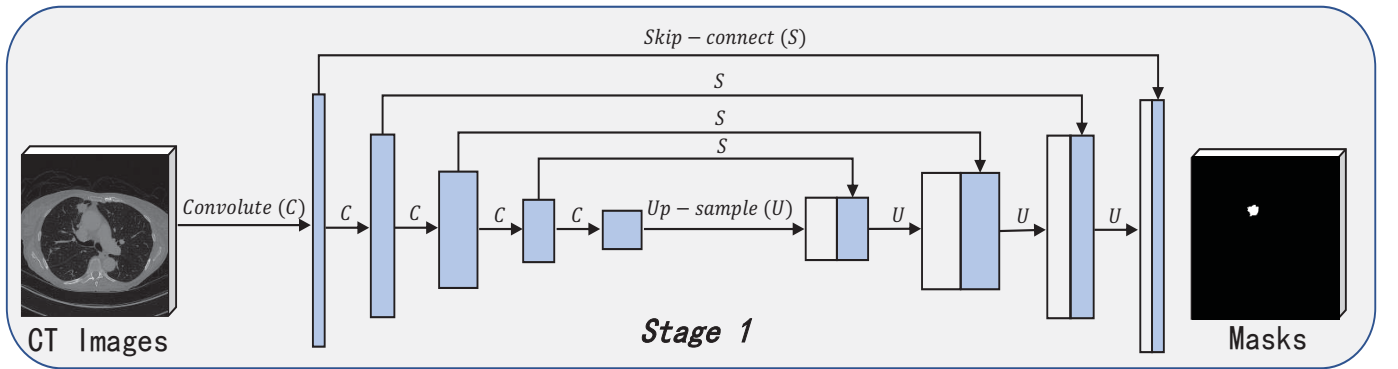 Skip − connect (S)
S
S
S
Convolute (C)
C
C
C
C
Up − sample (U)
U
U
U
CT Images
Stage 1
Masks